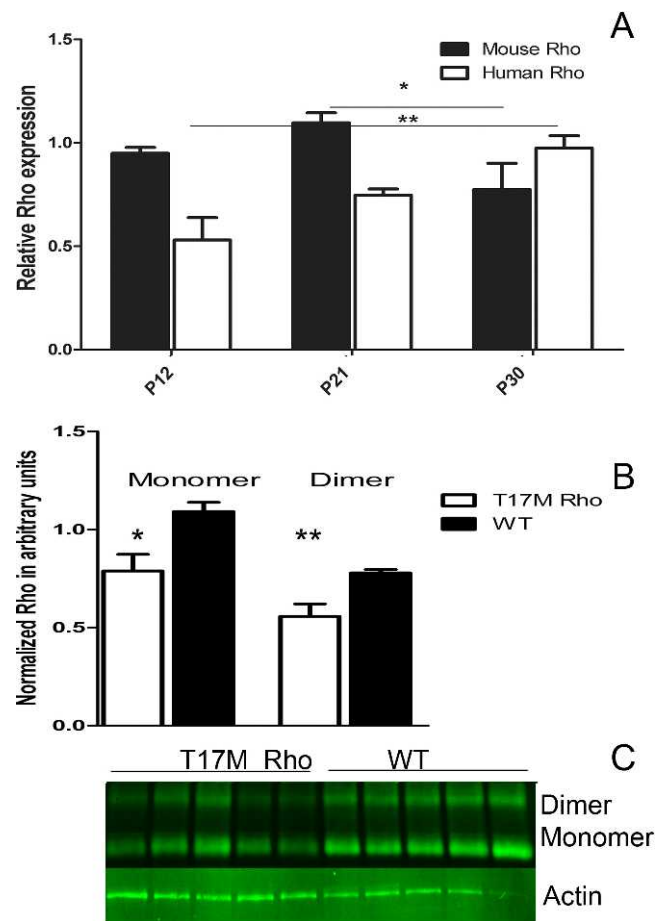 A
Mouse Rho
Human Rho
Relative Rho expression
1.5
1.0
0.5
0.0
*
**
P12
P21
P30
B
Normalized Rho in arbitrary units
1.5
1.0
0.5
0.0
Monomer Dimer
* **
T17M Rho
WT
C
T17M Rho WT
Dimer
Monomer
Actin